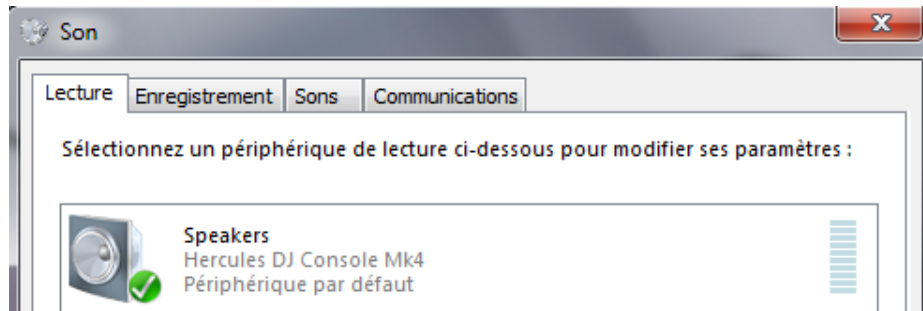 Son
Lecture Enregistrement Sons Communications
Sélectionnez un périphérique de lecture ci-dessous pour modifier ses paramètres :
Speakers
Hercules DJ Console Mk4
Périphérique par défaut